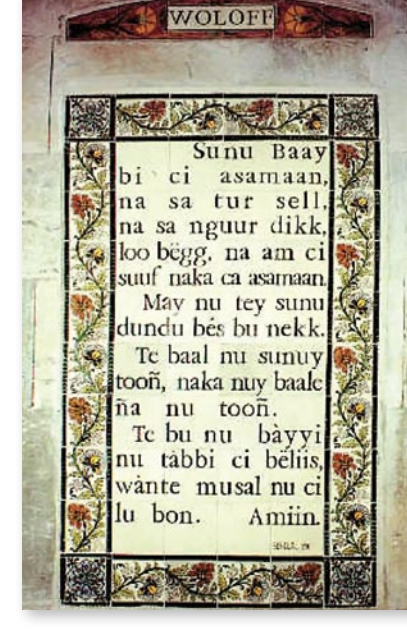 WOLOFF
Sunu Baay
bi ci asamaan,
na sa tur sell,
na sa nguur dikk,
loo bëgg, na am ci
suuf naka ca asamaan.
May nu tey sunu
dundu bés bu nekk.
Te baal nu sunuy
tooñ, naka nuy baale
ña nu tooñ.
Te bu nu bàyyi
nu tàbbi ci bëliis,
wànte musal nu ci
lu bon. Amiin.